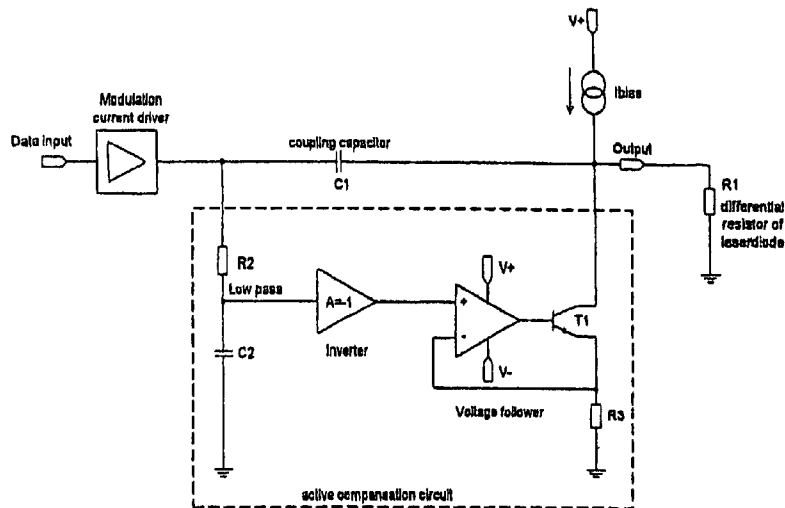 V+
Ibias
Modulation
current driver
Data input
coupling capacitor
C1
Output
R1
differential
resistor of
laserdiode
R2
Low pass
A=-1
Inverter
V+
+
-
V-
T1
C2
Voltage follower
R3
active compensation circuit